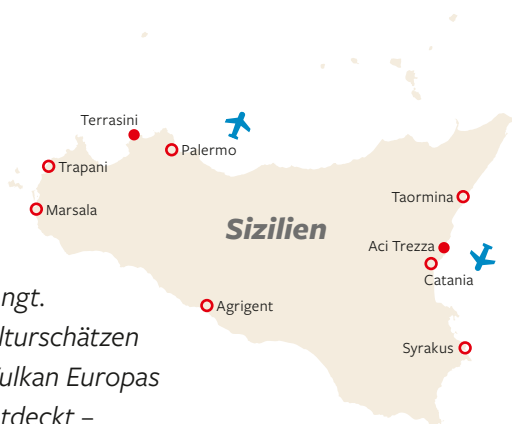 Terrasini
Palermo
Trapani
Taormina
Marsala
Sizilien
Aci Trezza
Catania
ngt.
Agrigent
lturschätzen
Syrakus
ulkan Europas
tdeckt –